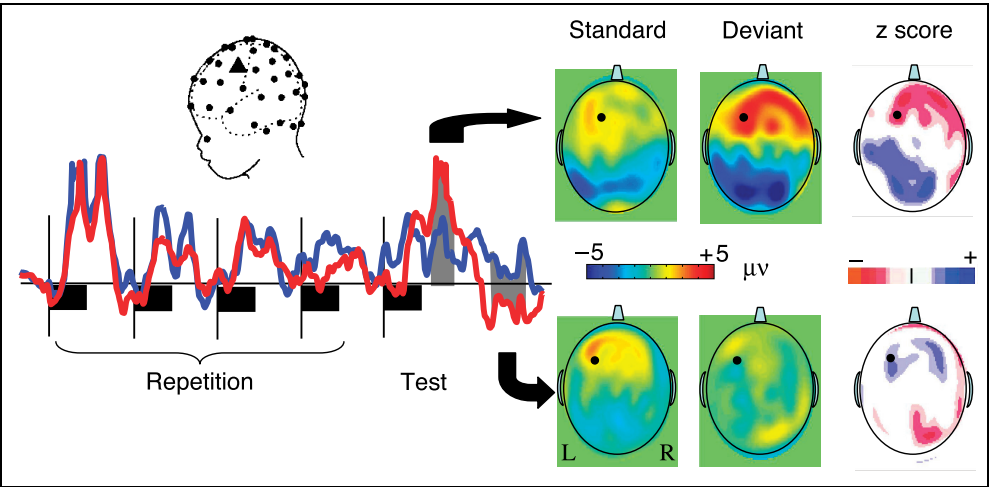 Standard Deviant z score
−5 +5 μν
− +
Repetition Test
L R